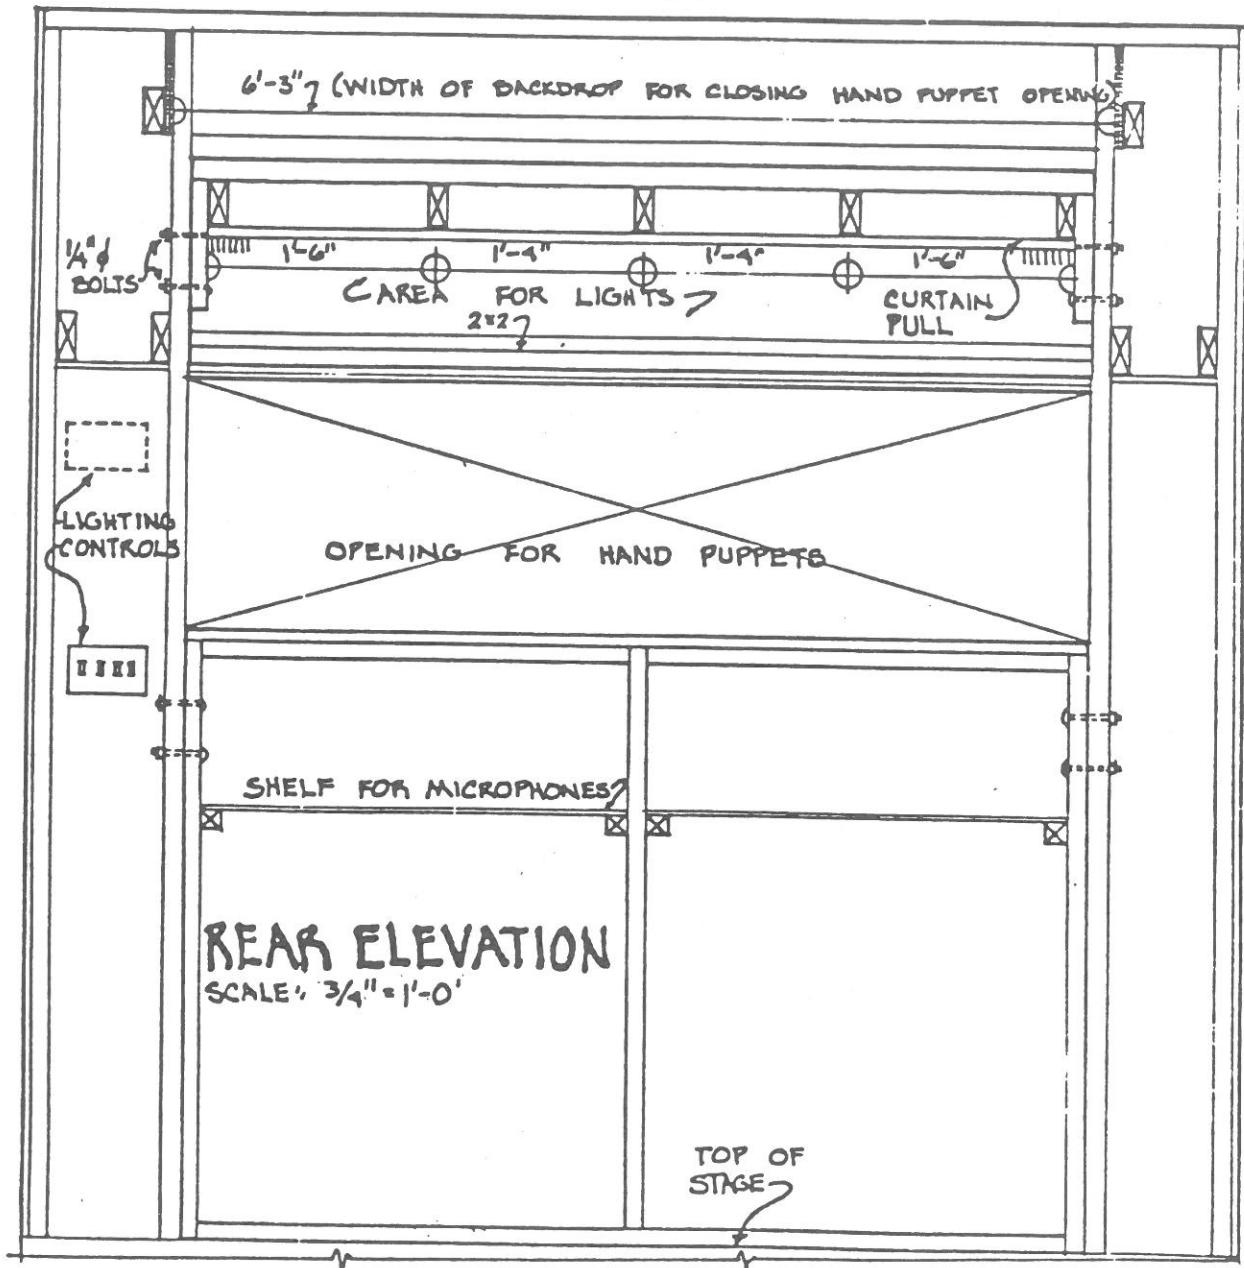 6'-3" (WIDTH OF BACKDROP FOR CLOSING HAND PUPPET OPENING)
1/4" ϕ
BOLTS
1'-6" 1'-4" 1'-4" 1'-6"
AREA FOR LIGHTS
CURTAIN
PULL
2x2
LIGHTING
CONTROLS
OPENING FOR HAND PUPPETS
SHELF FOR MICROPHONES
REAR ELEVATION
SCALE: 3/4" = 1'-0'
TOP OF
STAGE